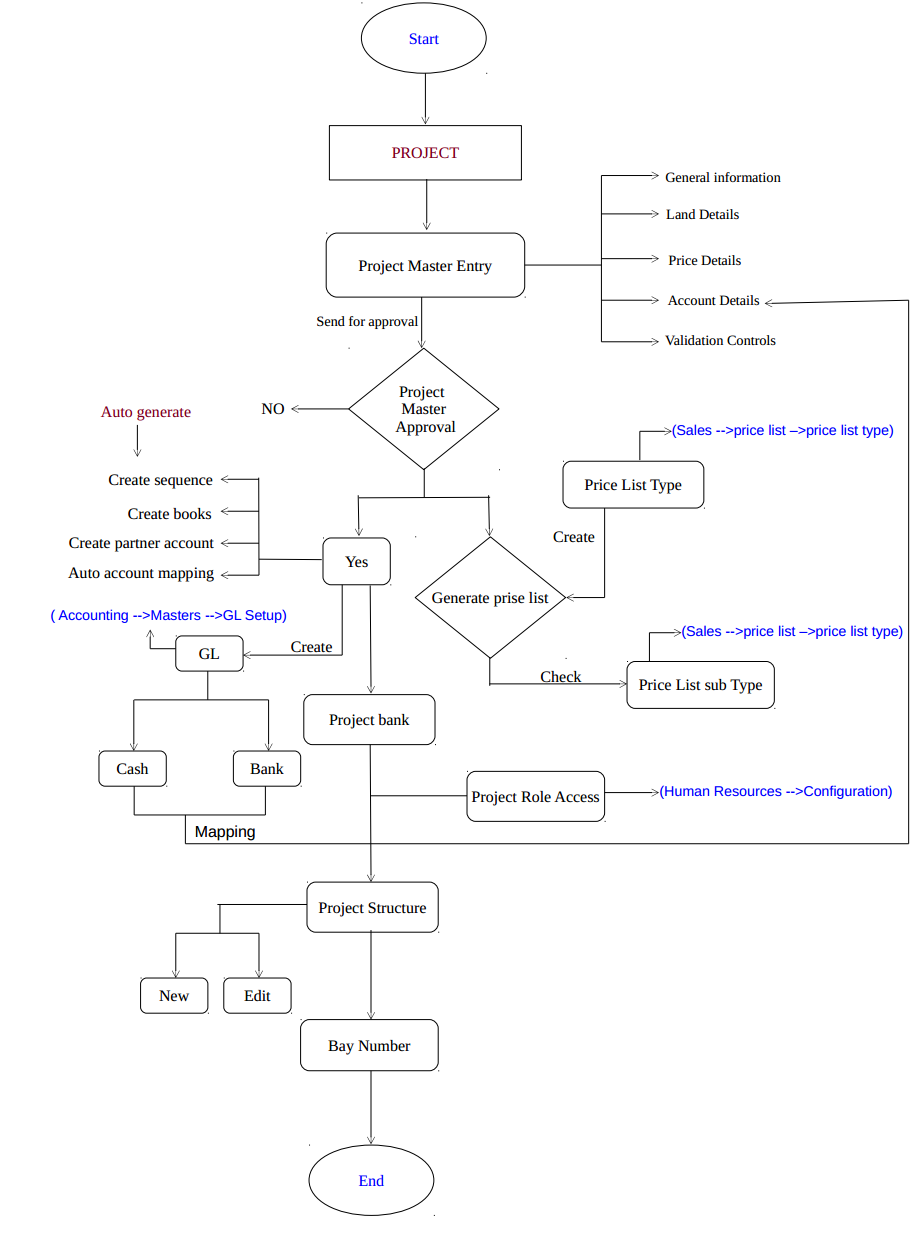 Start
PROJECT
General information
Land Details
Project Master Entry
Price Details
Account Details
Send for approval
Validation Controls
Project
Master
Approval
NO
Auto generate
(Sales -->price list –>price list type)
Create sequence
Price List Type
Create books
Create
Create partner account
Yes
Auto account mapping
Generate prise list
( Accounting -->Masters -->GL Setup)
(Sales -->price list –>price list type)
GL
Create
Check
Price List sub Type
Project bank
Cash
Bank
Project Role Access
(Human Resources -->Configuration)
Mapping
Project Structure
New
Edit
Bay Number
End